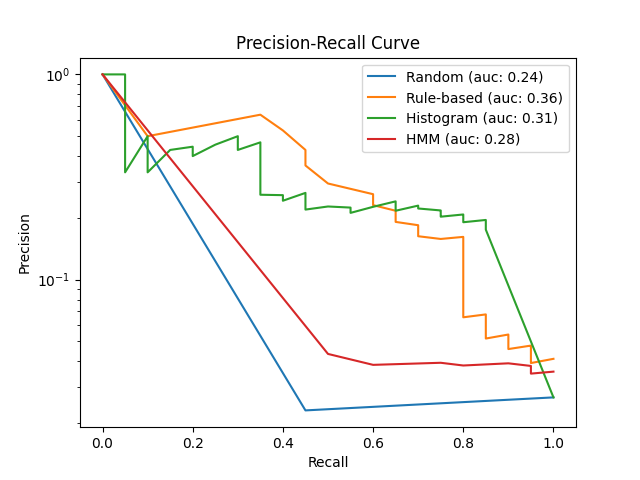 Precision-Recall Curve
Random (auc: 0.24)
Rule-based (auc: 0.36)
Histogram (auc: 0.31)
HMM (auc: 0.28)
10⁰
10⁻¹
Precision
0.0 0.2 0.4 0.6 0.8 1.0
Recall